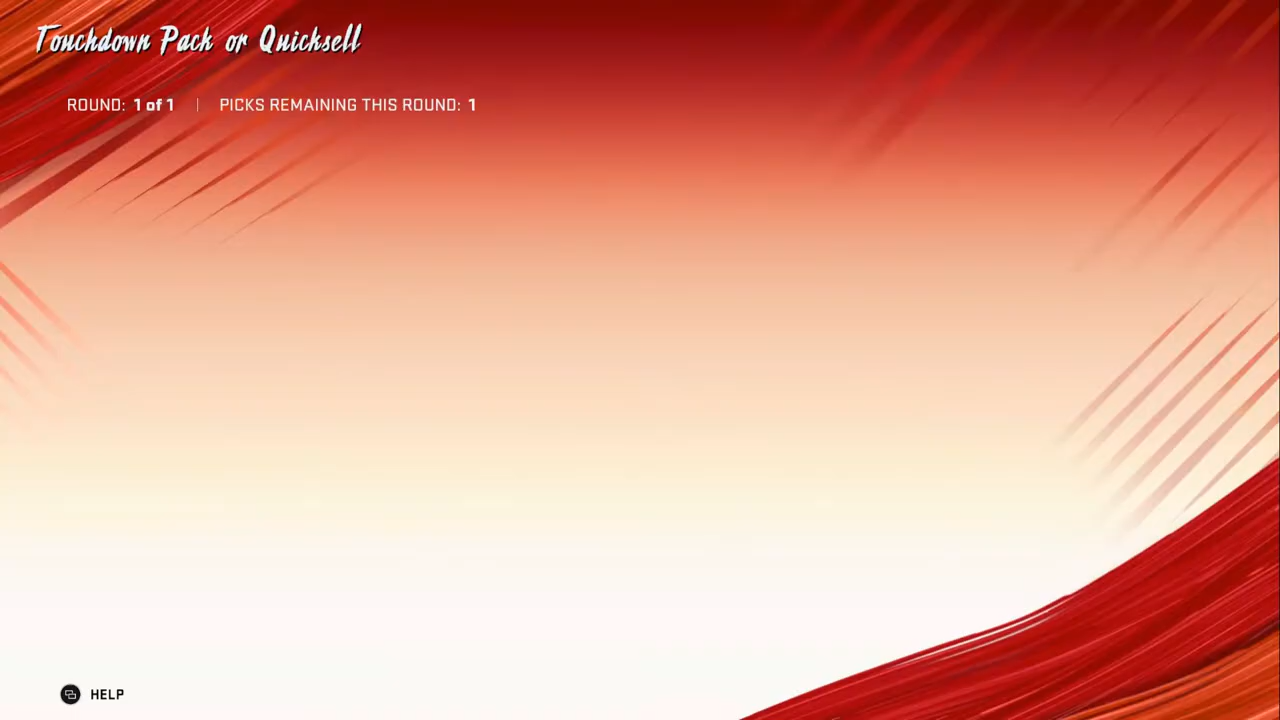 Touchdown Pack or Quicksell
ROUND: 1 of 1 | PICKS REMAINING THIS ROUND: 1
HELP